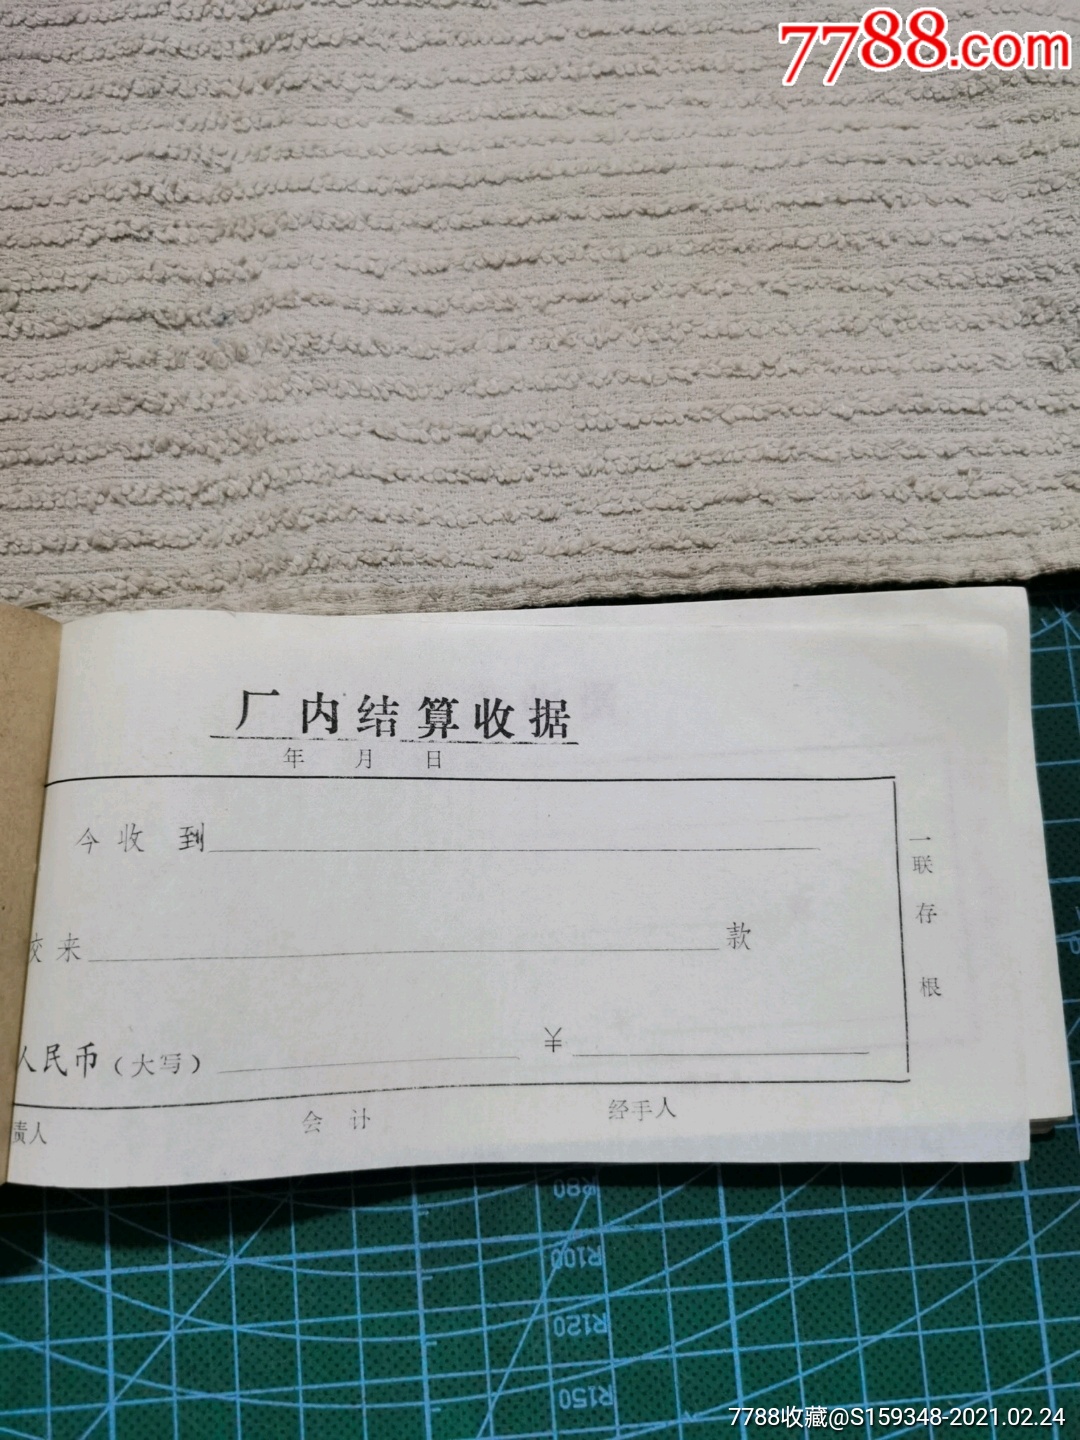 7788.com
厂内结算收据
年 月 日
今收到
交来 款
人民币（大写） ¥
责人 会计 经手人
一联存根
R80
R100
R120
R150
7788收藏@S159348-2021.02.24